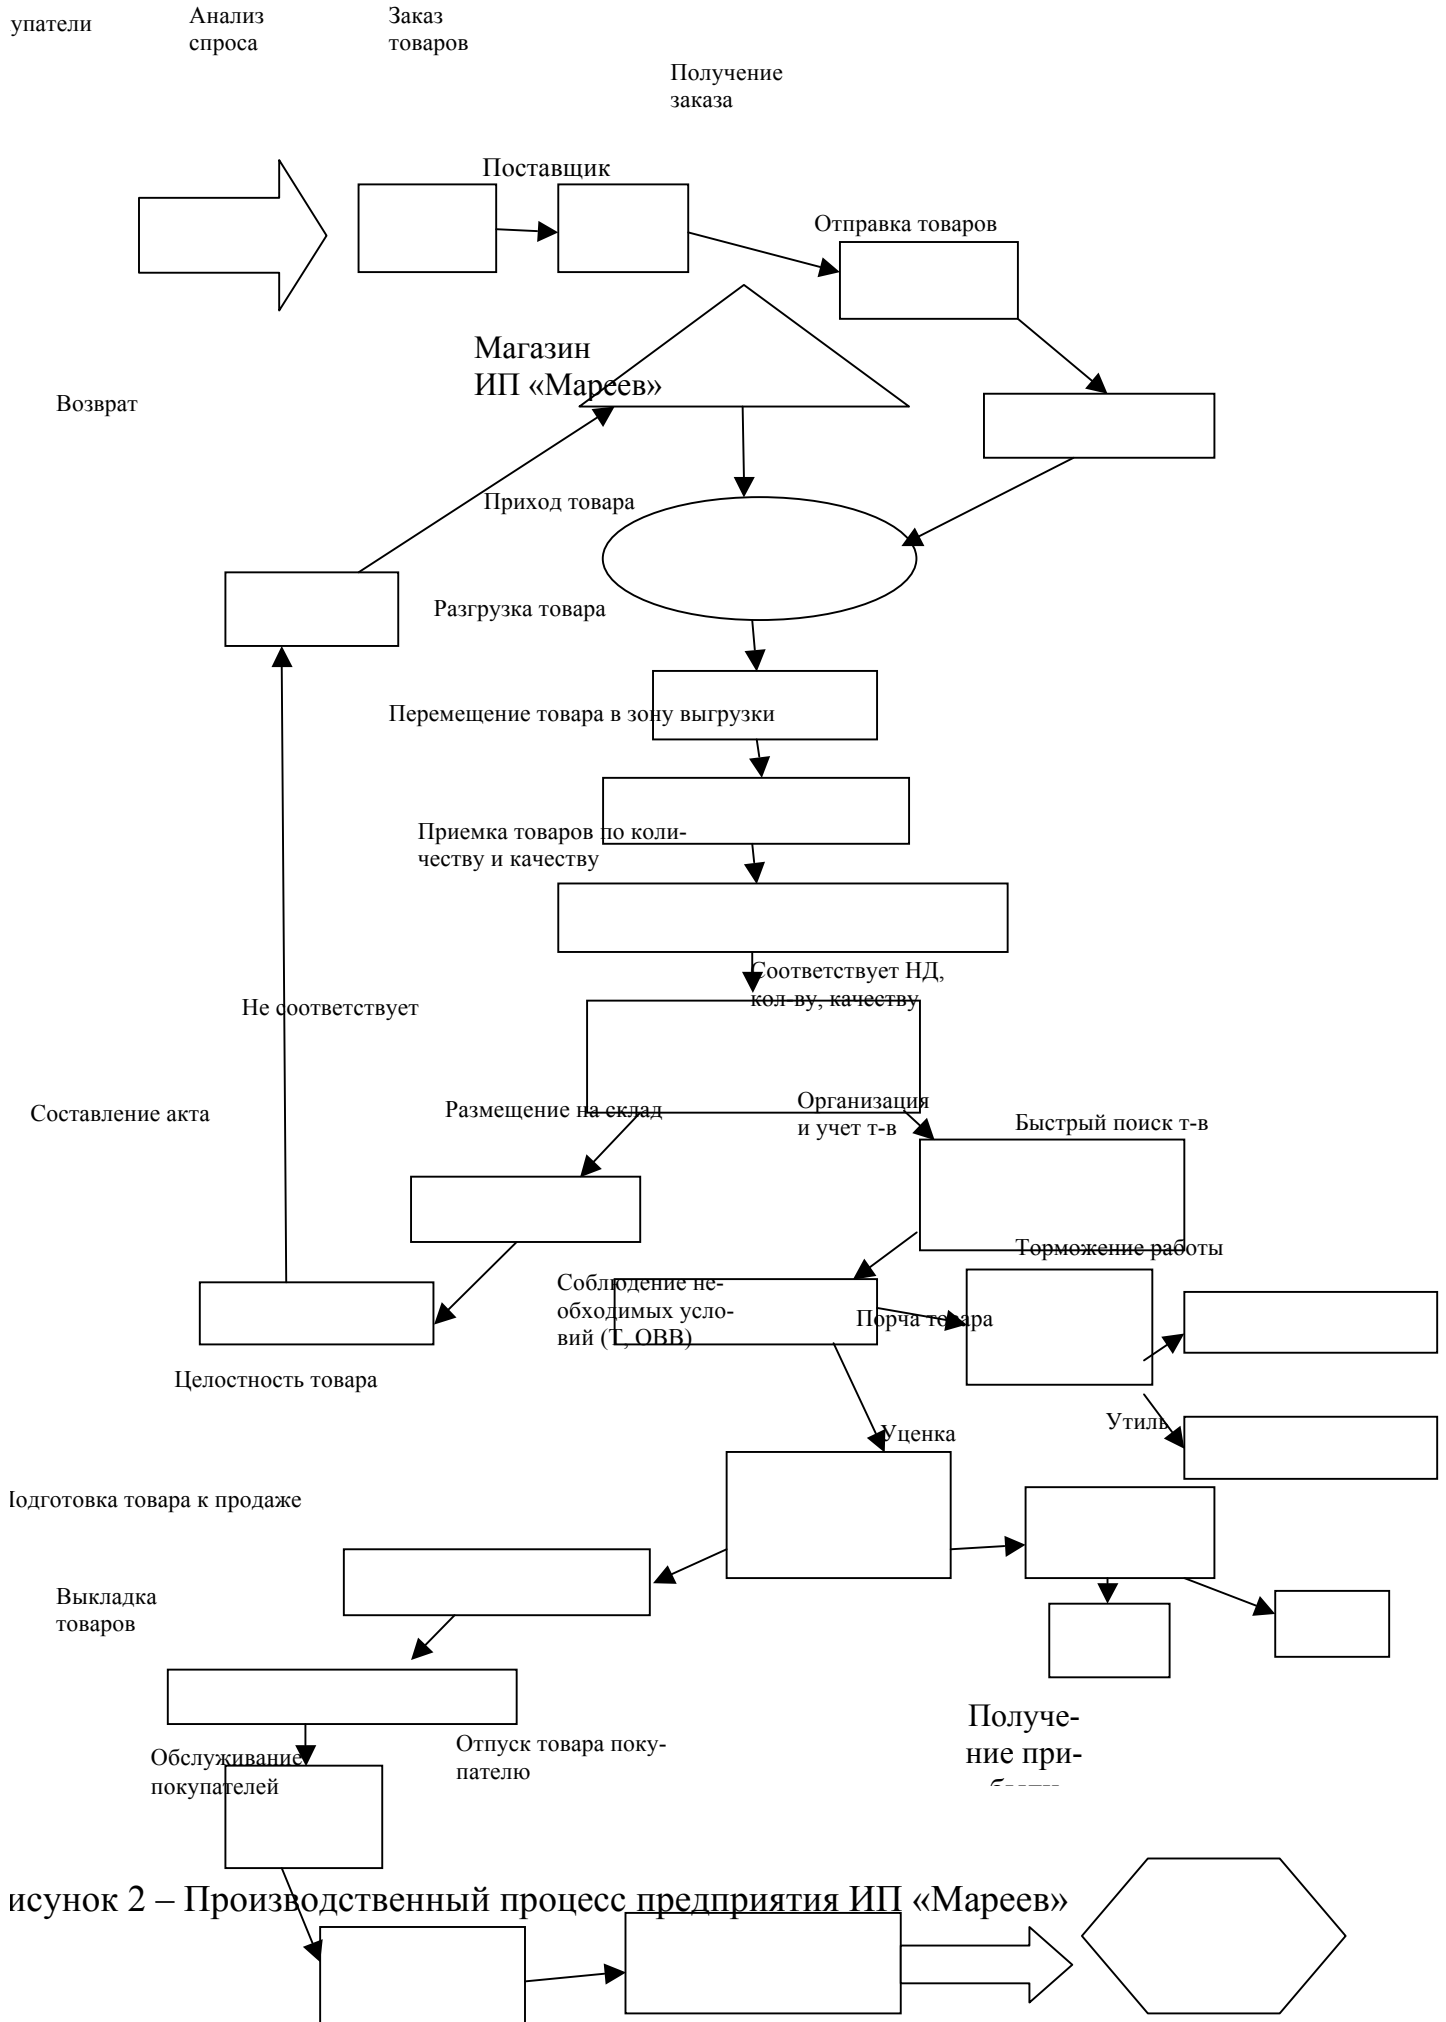 упатели
Анализ
спроса
Заказ
товаров
Получение
заказа
Поставщик
Отправка товаров
Магазин
ИП «Мареев»
Возврат
Приход товара
Разгрузка товара
Перемещение товара в зону выгрузки
Приемка товаров по коли-
честву и качеству
Соответствует НД,
кол-ву, качеству
Не соответствует
Составление акта
Размещение на склад
Организация
и учет т-в
Быстрый поиск т-в
Торможение работы
Соблюдение не-
обходимых усло-
вий (Т, ОВВ)
Порча товара
Целостность товара
Утиль
Уценка
одготовка товара к продаже
Выкладка
товаров
Получе-
ние при-
Обслуживание
покупателей
Отпуск товара поку-
пателю
исунок 2 – Производственный процесс предприятия ИП «Мареев»